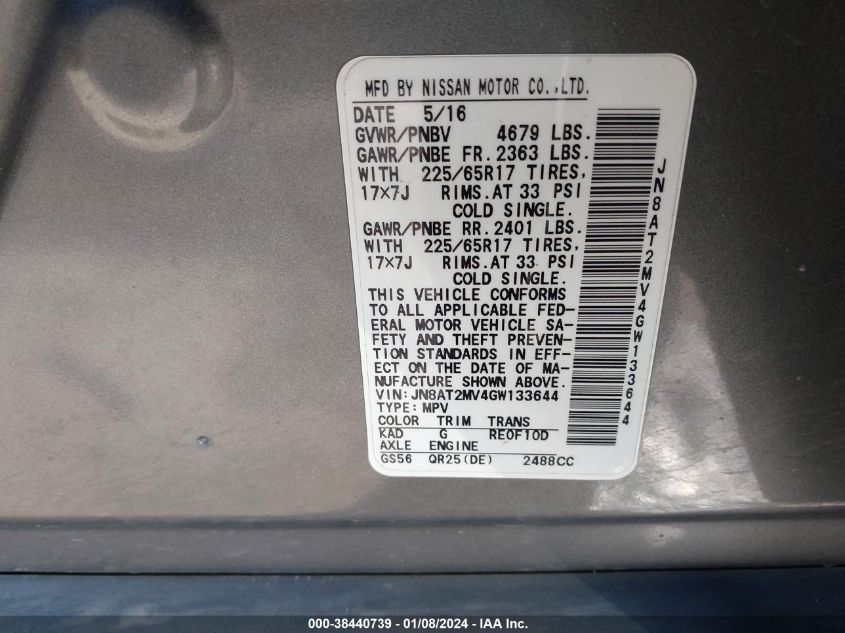 MFD BY NISSAN MOTOR CO.,LTD.
DATE 5/16
GVWR/PNBV 4679 LBS.
GAWR/PNBE FR. 2363 LBS.
WITH 225/65R17 TIRES,
17×7J RIMS. AT 33 PSI
COLD SINGLE.
GAWR/PNBE RR. 2401 LBS.
WITH 225/65R17 TIRES,
17×7J RIMS. AT 33 PSI
COLD SINGLE.
THIS VEHICLE CONFORMS
TO ALL APPLICABLE FED-
ERAL MOTOR VEHICLE SA-
FETY AND THEFT PREVEN-
TION STANDARDS IN EFF-
ECT ON THE DATE OF MA-
NUFACTURE SHOWN ABOVE.
VIN: JN8AT2MV4GW133644
TYPE: MPV
COLOR TRIM TRANS
KAD G RE0F10D
AXLE ENGINE
GS56 QR25(DE) 2488CC
JN8AT2MV4GW133644
000-38440739 - 01/08/2024 - IAA Inc.